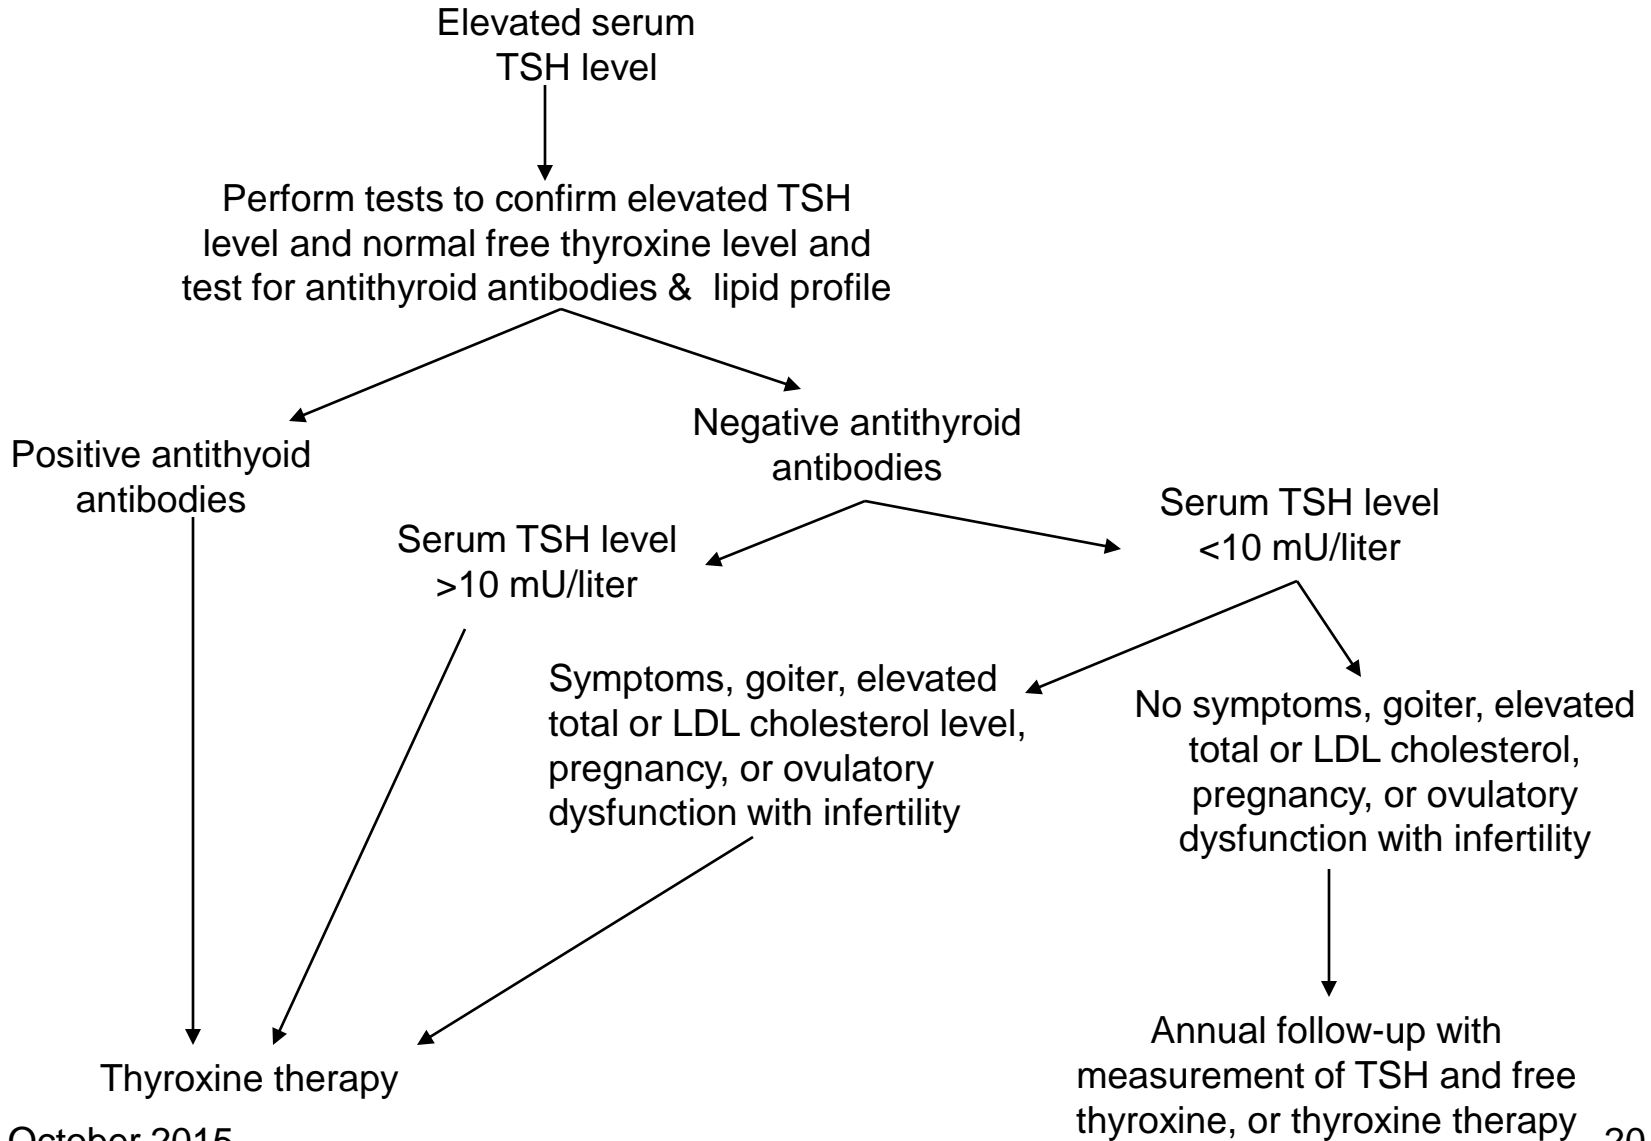 Elevated serum
TSH level
Perform tests to confirm elevated TSH
level and normal free thyroxine level and
test for antithyroid antibodies & lipid profile
Positive antithyoid
antibodies
Negative antithyroid
antibodies
Serum TSH level
>10 mU/liter
Serum TSH level
<10 mU/liter
Symptoms, goiter, elevated
total or LDL cholesterol level,
pregnancy, or ovulatory
dysfunction with infertility
No symptoms, goiter, elevated
total or LDL cholesterol,
pregnancy, or ovulatory
dysfunction with infertility
Thyroxine therapy
Annual follow-up with
measurement of TSH and free
thyroxine, or thyroxine therapy
October 2015
20